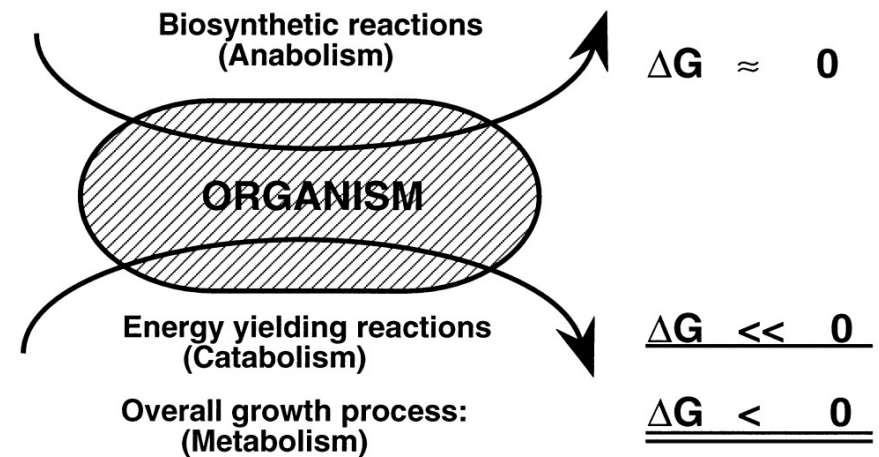 Biosynthetic reactions
(Anabolism)
ΔG ≈ 0
ORGANISM
Energy yielding reactions
(Catabolism)
ΔG << 0
Overall growth process:
(Metabolism)
ΔG < 0